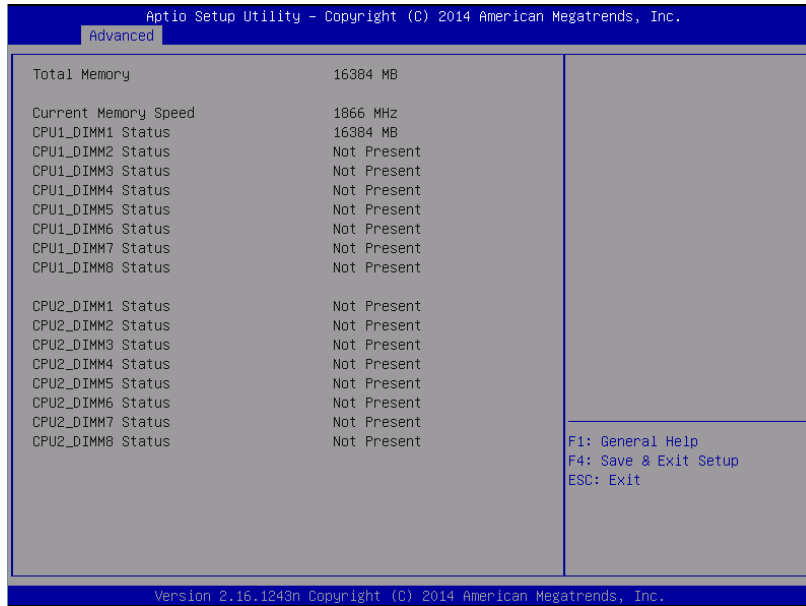 Aptio Setup Utility – Copyright (C) 2014 American Megatrends, Inc.
Advanced
Total Memory 16384 MB
Current Memory Speed 1866 MHz
CPU1_DIMM1 Status 16384 MB
CPU1_DIMM2 Status Not Present
CPU1_DIMM3 Status Not Present
CPU1_DIMM4 Status Not Present
CPU1_DIMM5 Status Not Present
CPU1_DIMM6 Status Not Present
CPU1_DIMM7 Status Not Present
CPU1_DIMM8 Status Not Present
CPU2_DIMM1 Status Not Present
CPU2_DIMM2 Status Not Present
CPU2_DIMM3 Status Not Present
CPU2_DIMM4 Status Not Present
CPU2_DIMM5 Status Not Present
CPU2_DIMM6 Status Not Present
CPU2_DIMM7 Status Not Present
CPU2_DIMM8 Status Not Present
F1: General Help
F4: Save & Exit Setup
ESC: Exit
Version 2.16.1243n Copyright (C) 2014 American Megatrends, Inc.